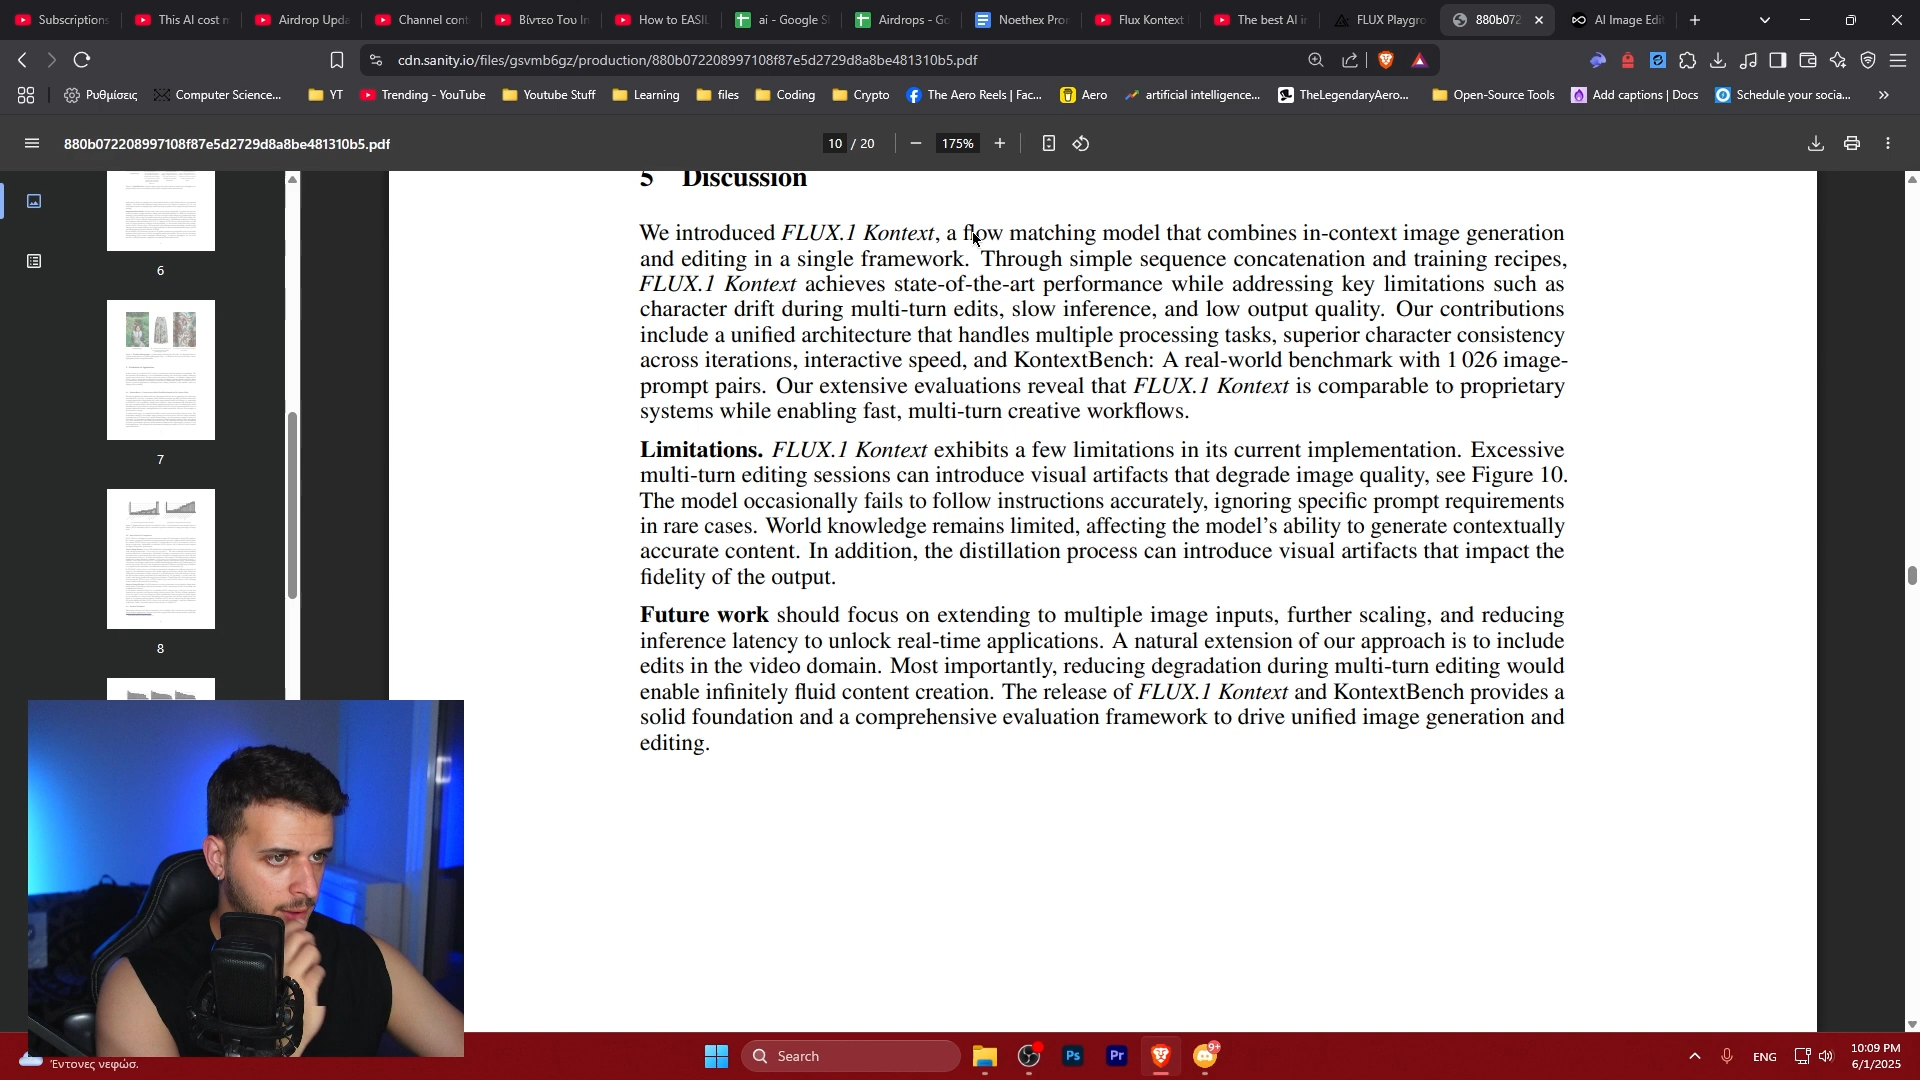 Subscriptions
This AI cost m
Airdrop Upda
Channel cont
Βίντεο Του Ir
How to EASIL
ai - Google S
Airdrops - Go
Noethex Pro
Flux Kontext
The best AI i
FLUX Playgro
880b072
AI Image Edit
cdn.sanity.io/files/gsvmb6gz/production/880b072208997108f87e5d2729d8a8be481310b5.pdf
Ρυθμίσεις
Computer Science...
YT
Trending - YouTube
Youtube Stuff
Learning
files
Coding
Crypto
The Aero Reels | Fac...
Aero
artificial intelligence...
TheLegendaryAero...
Open-Source Tools
Add captions | Docs
Schedule your socia...
880b072208997108f87e5d2729d8a8be481310b5.pdf
10 / 20
175%
6
7
8
5 Discussion
We introduced FLUX.1 Kontext, a flow matching model that combines in-context image generation
and editing in a single framework. Through simple sequence concatenation and training recipes,
FLUX.1 Kontext achieves state-of-the-art performance while addressing key limitations such as
character drift during multi-turn edits, slow inference, and low output quality. Our contributions
include a unified architecture that handles multiple processing tasks, superior character consistency
across iterations, interactive speed, and KontextBench: A real-world benchmark with 1 026 image-
prompt pairs. Our extensive evaluations reveal that FLUX.1 Kontext is comparable to proprietary
systems while enabling fast, multi-turn creative workflows.
Limitations. FLUX.1 Kontext exhibits a few limitations in its current implementation. Excessive
multi-turn editing sessions can introduce visual artifacts that degrade image quality, see Figure 10.
The model occasionally fails to follow instructions accurately, ignoring specific prompt requirements
in rare cases. World knowledge remains limited, affecting the model's ability to generate contextually
accurate content. In addition, the distillation process can introduce visual artifacts that impact the
fidelity of the output.
Future work should focus on extending to multiple image inputs, further scaling, and reducing
inference latency to unlock real-time applications. A natural extension of our approach is to include
edits in the video domain. Most importantly, reducing degradation during multi-turn editing would
enable infinitely fluid content creation. The release of FLUX.1 Kontext and KontextBench provides a
solid foundation and a comprehensive evaluation framework to drive unified image generation and
editing.
Έντονες νεφώσ.
Search
Ps
Pr
9+
ENG
10:09 PM
6/1/2025